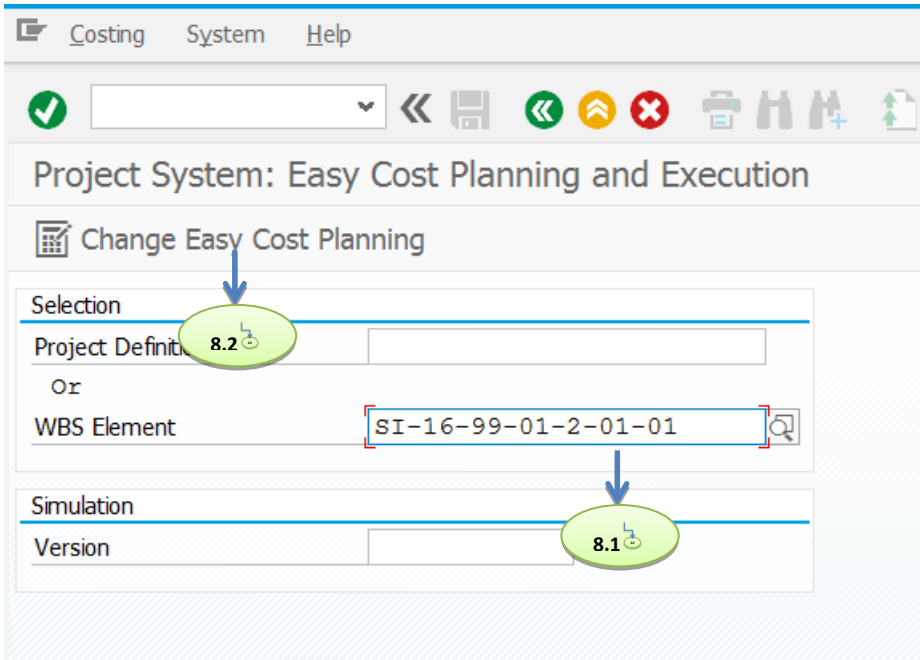 Costing System Help
Project System: Easy Cost Planning and Execution
Change Easy Cost Planning
Selection
8.2
Project Definiti
Or
WBS Element SI-16-99-01-2-01-01
Simulation
Version
8.1